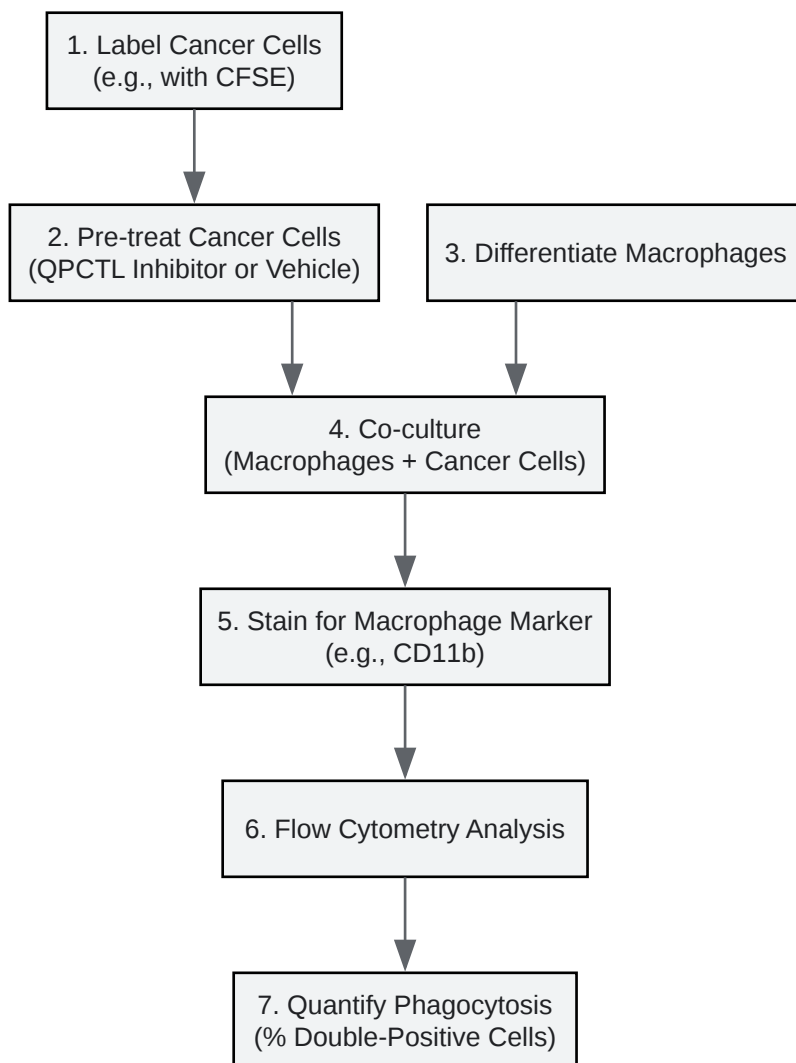 1. Label Cancer Cells
(e.g., with CFSE)
2. Pre-treat Cancer Cells
(QPCTL Inhibitor or Vehicle)
3. Differentiate Macrophages
4. Co-culture
(Macrophages + Cancer Cells)
5. Stain for Macrophage Marker
(e.g., CD11b)
6. Flow Cytometry Analysis
7. Quantify Phagocytosis
(% Double-Positive Cells)